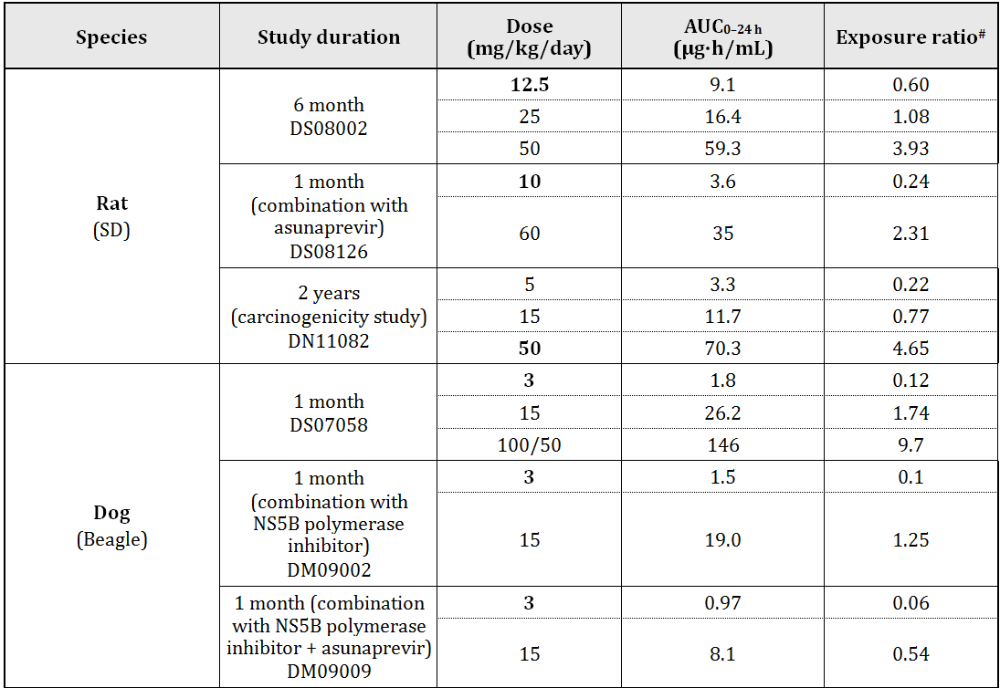 Species Study duration Dose (mg/kg/day) AUC0–24 h (µg·h/mL) Exposure ratio#
Rat
(SD)
6 month
DS08002
12.5 9.1 0.60
25 16.4 1.08
50 59.3 3.93
1 month
(combination with
asunaprevir)
DS08126
10 3.6 0.24
60 35 2.31
2 years
(carcinogenicity study)
DN11082
5 3.3 0.22
15 11.7 0.77
50 70.3 4.65
Dog
(Beagle)
1 month
DS07058
3 1.8 0.12
15 26.2 1.74
100/50 146 9.7
1 month
(combination with
NS5B polymerase
inhibitor)
DM09002
3 1.5 0.1
15 19.0 1.25
1 month (combination
with NS5B polymerase
inhibitor + asunaprevir)
DM09009
3 0.97 0.06
15 8.1 0.54